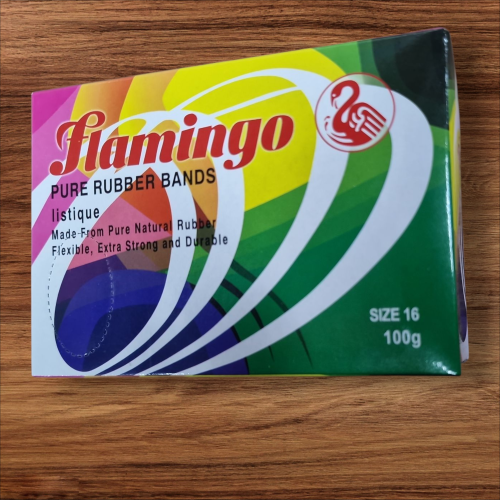 Flamingo
PURE RUBBER BANDS
listique
Made From Pure Natural Rubber
Flexible, Extra Strong and Durable
SIZE 16
100g